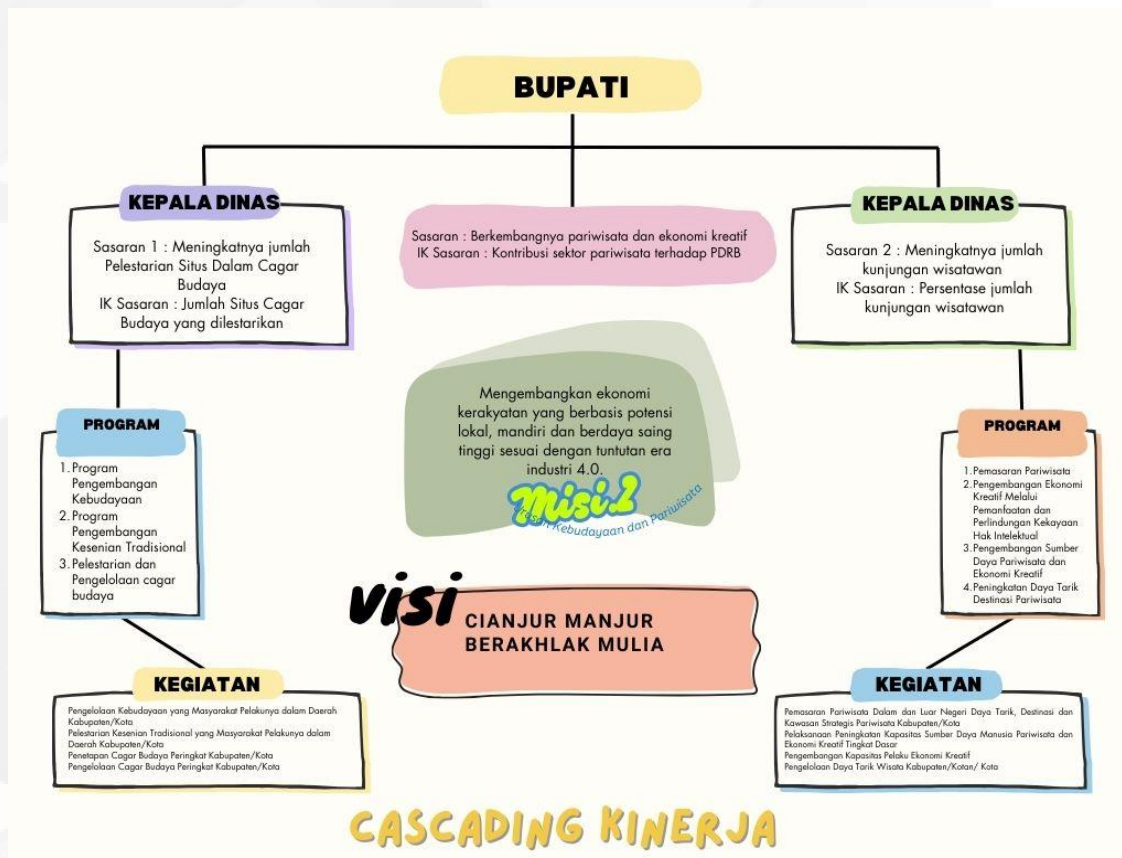 BUPATI
KEPALA DINAS
Sasaran 1 : Meningkatnya jumlah
Pelestarian Situs Dalam Cagar
Budaya
IK Sasaran : Jumlah Situs Cagar
Budaya yang dilestarikan
Sasaran : Berkembangnya pariwisata dan ekonomi kreatif
IK Sasaran : Kontribusi sektor pariwisata terhadap PDRB
KEPALA DINAS
Sasaran 2 : Meningkatnya jumlah
kunjungan wisatawan
IK Sasaran : Persentase jumlah
kunjungan wisatawan
PROGRAM
1. Program
Pengembangan
Kebudayaan
2. Program
Pengembangan
Kesenian Tradisional
3. Pelestarian dan
Pengelolaan cagar
budaya
Mengembangkan ekonomi
kerakyatan yang berbasis potensi
lokal, mandiri dan berdaya saing
tinggi sesuai dengan tuntutan era
industri 4.0.
Misi.2
Kebudayaan dan Pariwisata
PROGRAM
1. Pemasaran Pariwisata
2. Pengembangan Ekonomi
Kreatif Melalui
Pemanfaatan dan
Perlindungan Kekayaan
Hak Intelektual
3. Pengembangan Sumber
Daya Pariwisata dan
Ekonomi Kreatif
4. Peningkatan Daya Tarik
Destinasi Pariwisata
visi
CIANJUR MANJUR
BERAKHLAK MULIA
KEGIATAN
Pengelolaan Kebudayaan yang Masyarakat Pelakunya dalam Daerah
Kabupaten/Kota
Pelestarian Kesenian Tradisional yang Masyarakat Pelakunya dalam
Daerah Kabupaten/Kota
Penetapan Cagar Budaya Peringkat Kabupaten/Kota
Pengelolaan Cagar Budaya Peringkat Kabupaten/Kota
KEGIATAN
Pemasaran Pariwisata Dalam dan Luar Negeri Daya Tarik, Destinasi dan
Kawasan Strategis Pariwisata Kabupaten/Kota
Pelaksanaan Peningkatan Kapasitas Sumber Daya Manusia Pariwisata dan
Ekonomi Kreatif Tingkat Dasar
Pengembangan Kapasitas Pelaku Ekonomi Kreatif
Pengelolaan Daya Tarik Wisata Kabupaten/Kotan/ Kota
CASCADING KINERJA